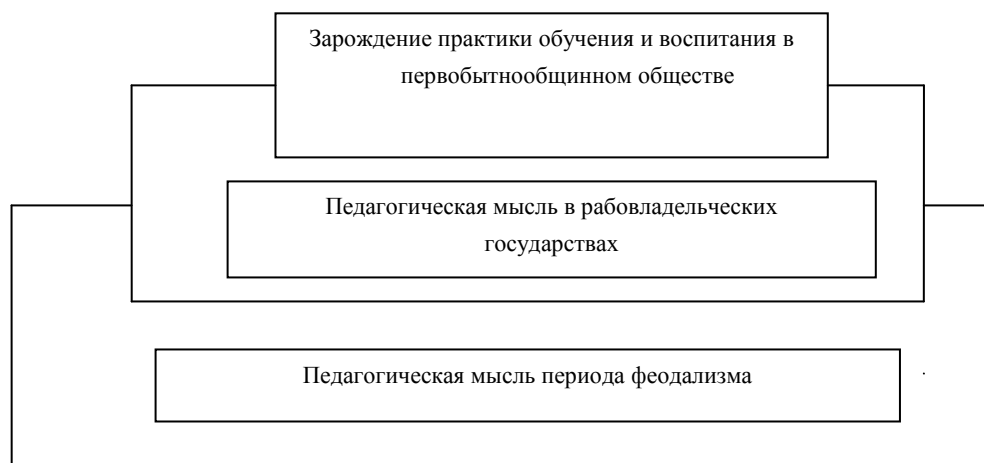 Зарождение практики обучения и воспитания в
первобытнообщинном обществе
Педагогическая мысль в рабовладельческих
государствах
Педагогическая мысль периода феодализма